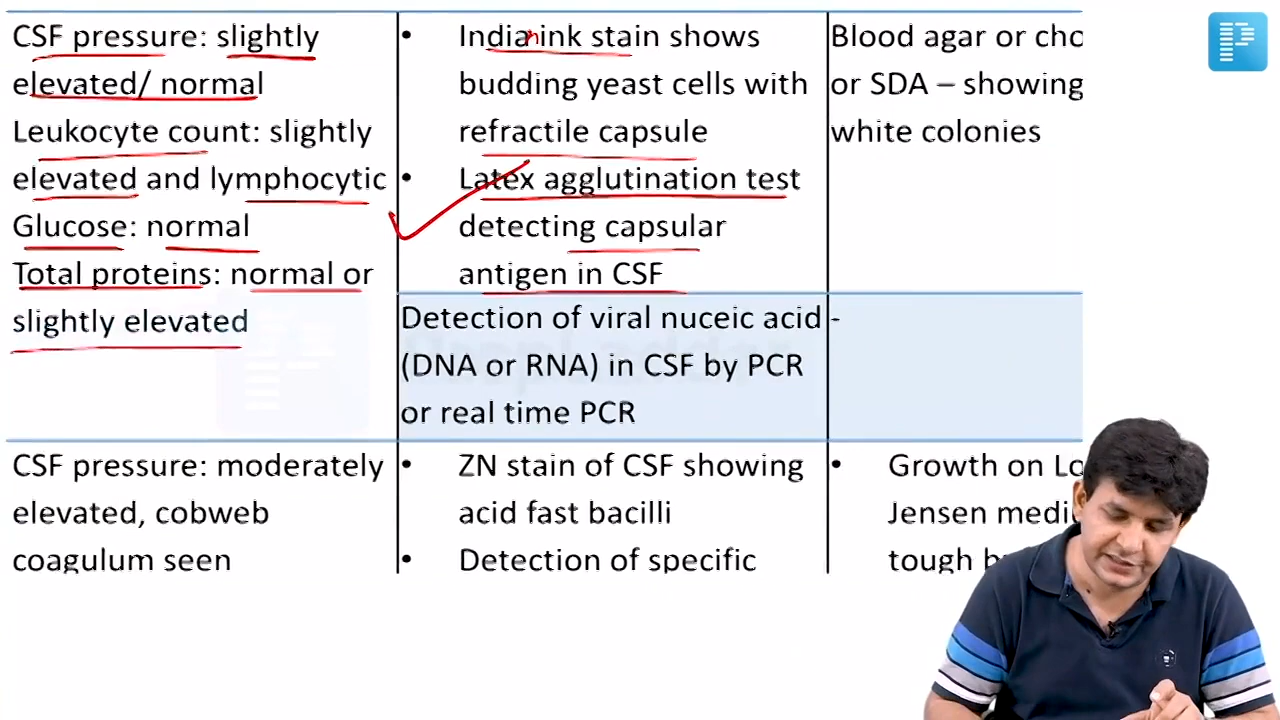 CSF pressure: slightly
elevated/ normal
Leukocyte count: slightly
elevated and lymphocytic
Glucose: normal
Total proteins: normal or
slightly elevated
• India ink stain shows
budding yeast cells with
refractile capsule
• Latex agglutination test
detecting capsular
antigen in CSF
Blood agar or cho
or SDA – showing
white colonies
Detection of viral nuceic acid
(DNA or RNA) in CSF by PCR
or real time PCR
-
CSF pressure: moderately
elevated, cobweb
coagulum seen
• ZN stain of CSF showing
acid fast bacilli
• Detection of specific
• Growth on Lo
Jensen medi
tough b